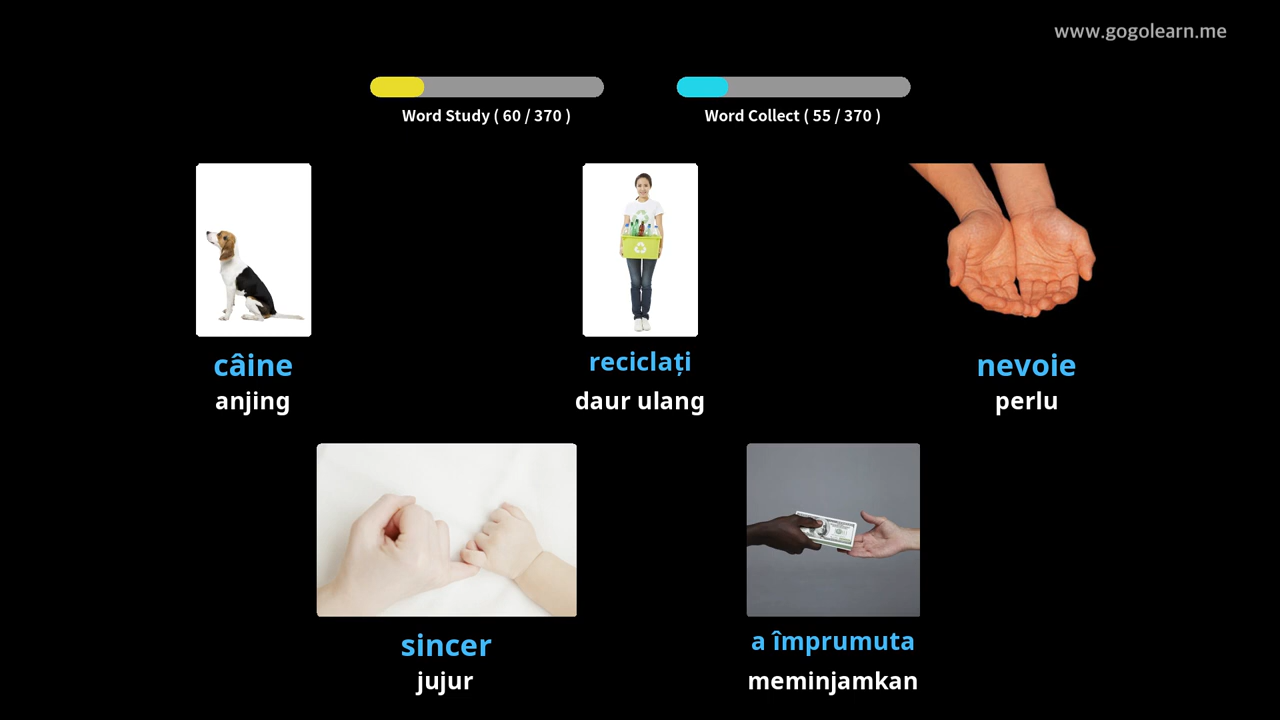 www.gogolearn.me
Word Study ( 60 / 370 )
Word Collect ( 55 / 370 )
câine
anjing
reciclați
daur ulang
nevoie
perlu
sincer
jujur
a împrumuta
meminjamkan